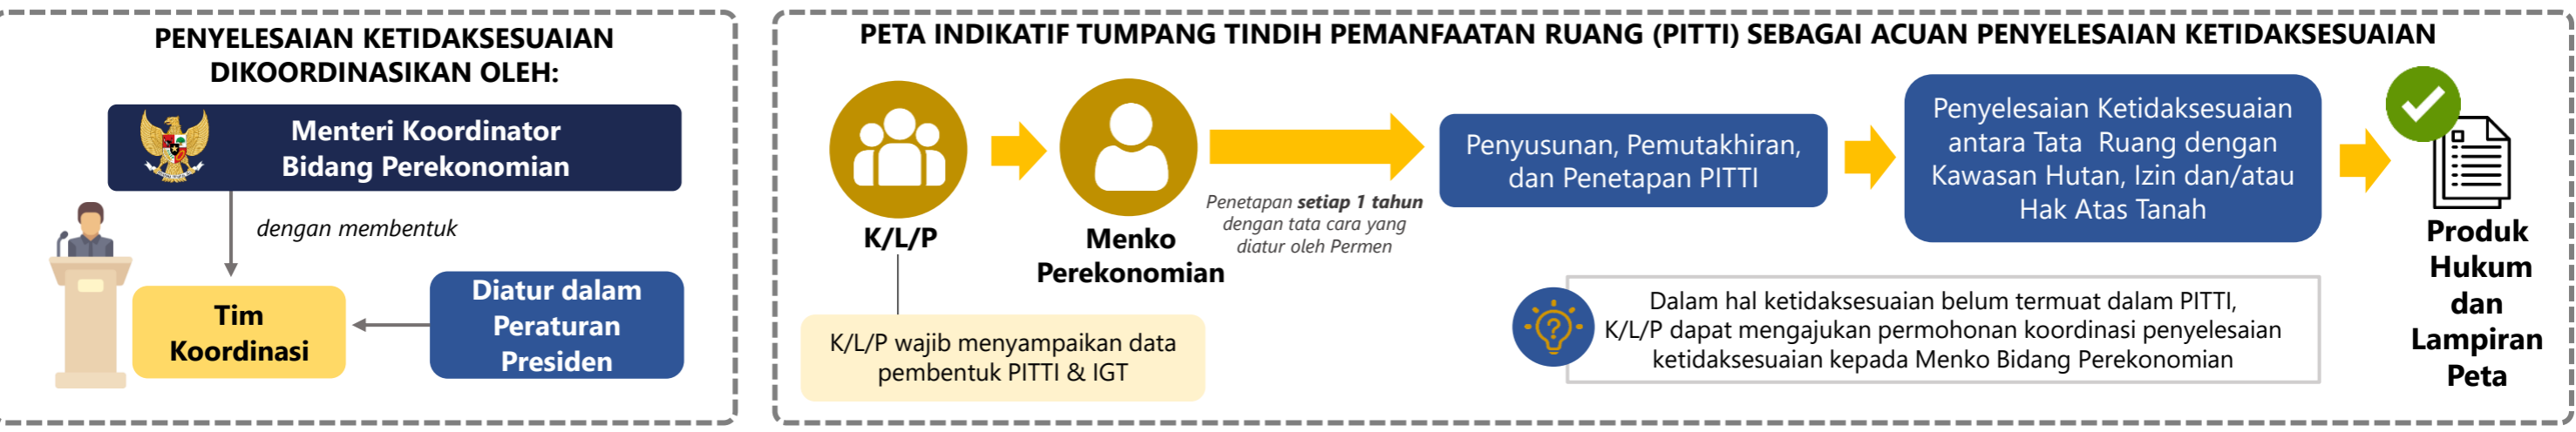 PENYELESAIAN KETIDAKSESUAIAN
DIKOORDINASIKAN OLEH:
Menteri Koordinator
Bidang Perekonomian
dengan membentuk
Tim
Koordinasi
Diatur dalam
Peraturan
Presiden
PETA INDIKATIF TUMPANG TINDIH PEMANFAATAN RUANG (PITTI) SEBAGAI ACUAN PENYELESAIAN KETIDAKSESUAIAN
K/L/P
K/L/P wajib menyampaikan data
pembentuk PITTI & IGT
Menko
Perekonomian
Penetapan setiap 1 tahun
dengan tata cara yang
diatur oleh Permen
Penyusunan, Pemutakhiran,
dan Penetapan PITTI
Penyelesaian Ketidaksesuaian
antara Tata Ruang dengan
Kawasan Hutan, Izin dan/atau
Hak Atas Tanah
Dalam hal ketidaksesuaian belum termuat dalam PITTI,
K/L/P dapat mengajukan permohonan koordinasi penyelesaian
ketidaksesuaian kepada Menko Bidang Perekonomian
Produk
Hukum
dan
Lampiran
Peta